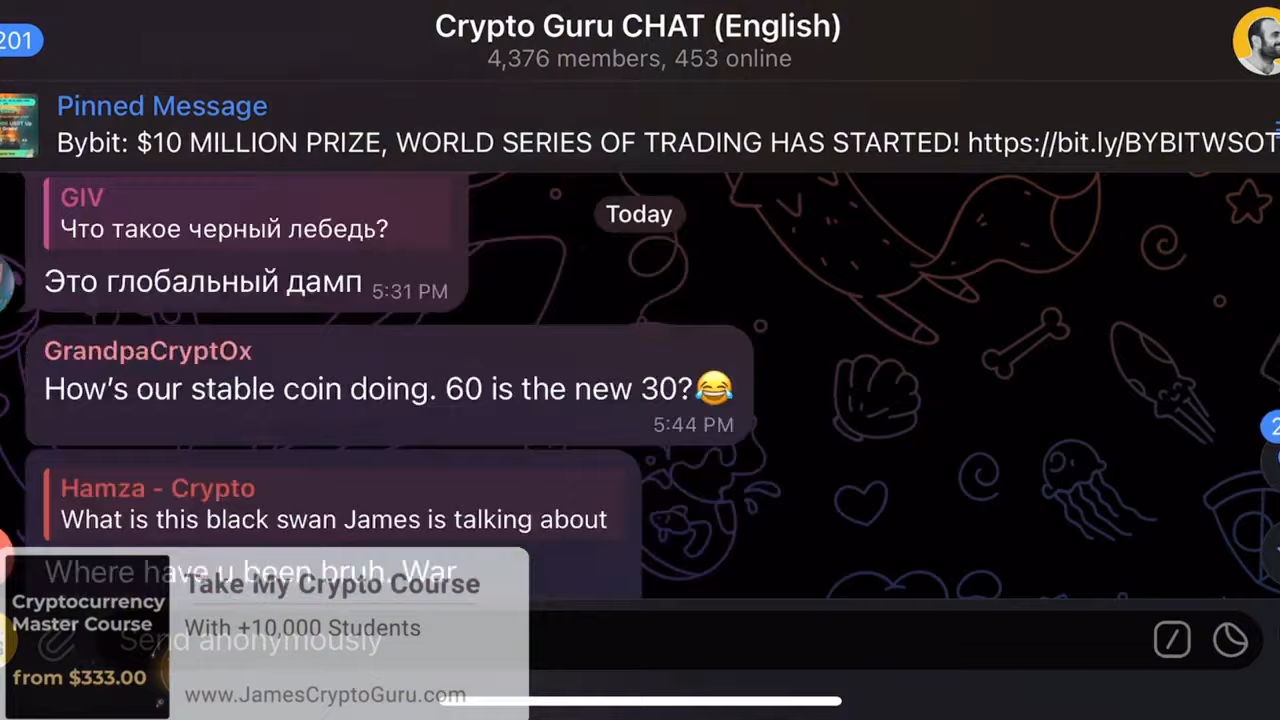 201
Crypto Guru CHAT (English)
4,376 members, 453 online
Pinned Message
Bybit: $10 MILLION PRIZE, WORLD SERIES OF TRADING HAS STARTED! https://bit.ly/BYBITWSOT
GIV
Что такое черный лебедь?
Это глобальный дамп 5:31 PM
Today
GrandpaCryptOx
How’s our stable coin doing. 60 is the new 30?😂
5:44 PM
2
Hamza - Crypto
What is this black swan James is talking about
Where have u been bruh. War
Take My Crypto Course
Cryptocurrency
Master Course
With +10,000 Students
Send anonymously
from $333.00
www.JamesCryptoGuru.com